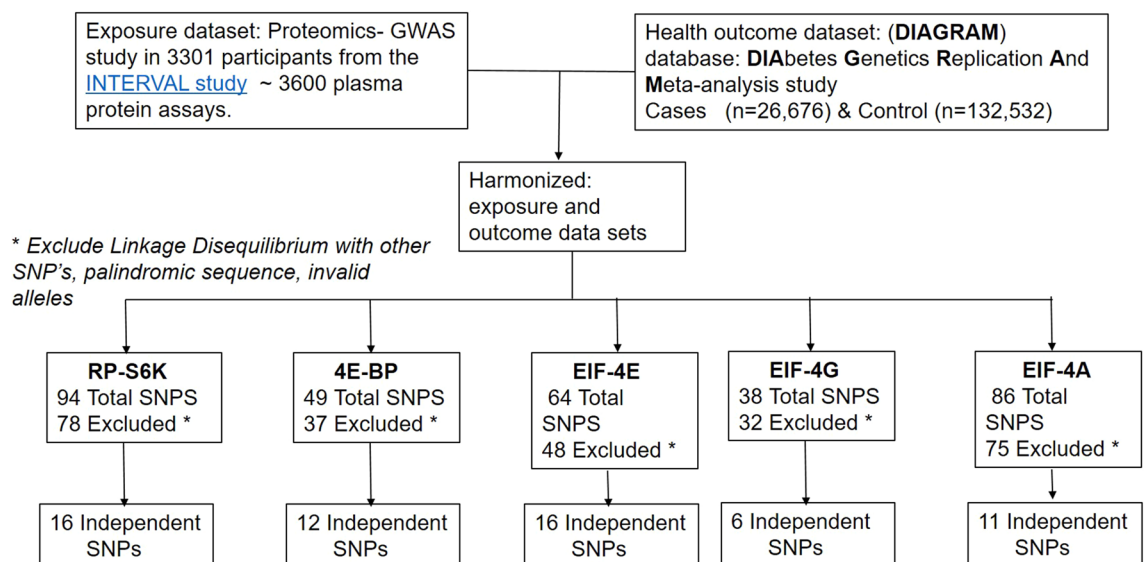 Exposure dataset: Proteomics- GWAS
study in 3301 participants from the
INTERVAL study ~ 3600 plasma
protein assays.
Health outcome dataset: (DIAGRAM)
database: DIAbetes Genetics Replication And
Meta-analysis study
Cases (n=26,676) & Control (n=132,532)
Harmonized:
exposure and
outcome data sets
* Exclude Linkage Disequilibrium with other
SNP's, palindromic sequence, invalid
alleles
RP-S6K
94 Total SNPS
78 Excluded *
4E-BP
49 Total SNPS
37 Excluded *
EIF-4E
64 Total
SNPS
48 Excluded *
EIF-4G
38 Total SNPS
32 Excluded *
EIF-4A
86 Total
SNPS
75 Excluded *
16 Independent
SNPs
12 Independent
SNPs
16 Independent
SNPs
6 Independent
SNPs
11 Independent
SNPs